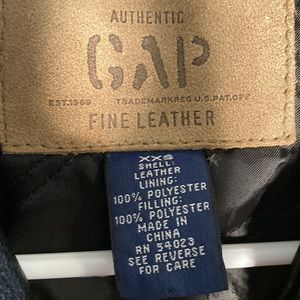 AUTHENTIC
GAP
EST.1969 TRADEMARK REG U.S. PAT. OFF
FINE LEATHER
XXS
SHELL:
LEATHER
LINING:
100% POLYESTER
FILLING:
100% POLYESTER
MADE IN
CHINA
RN 54023
SEE REVERSE
FOR CARE